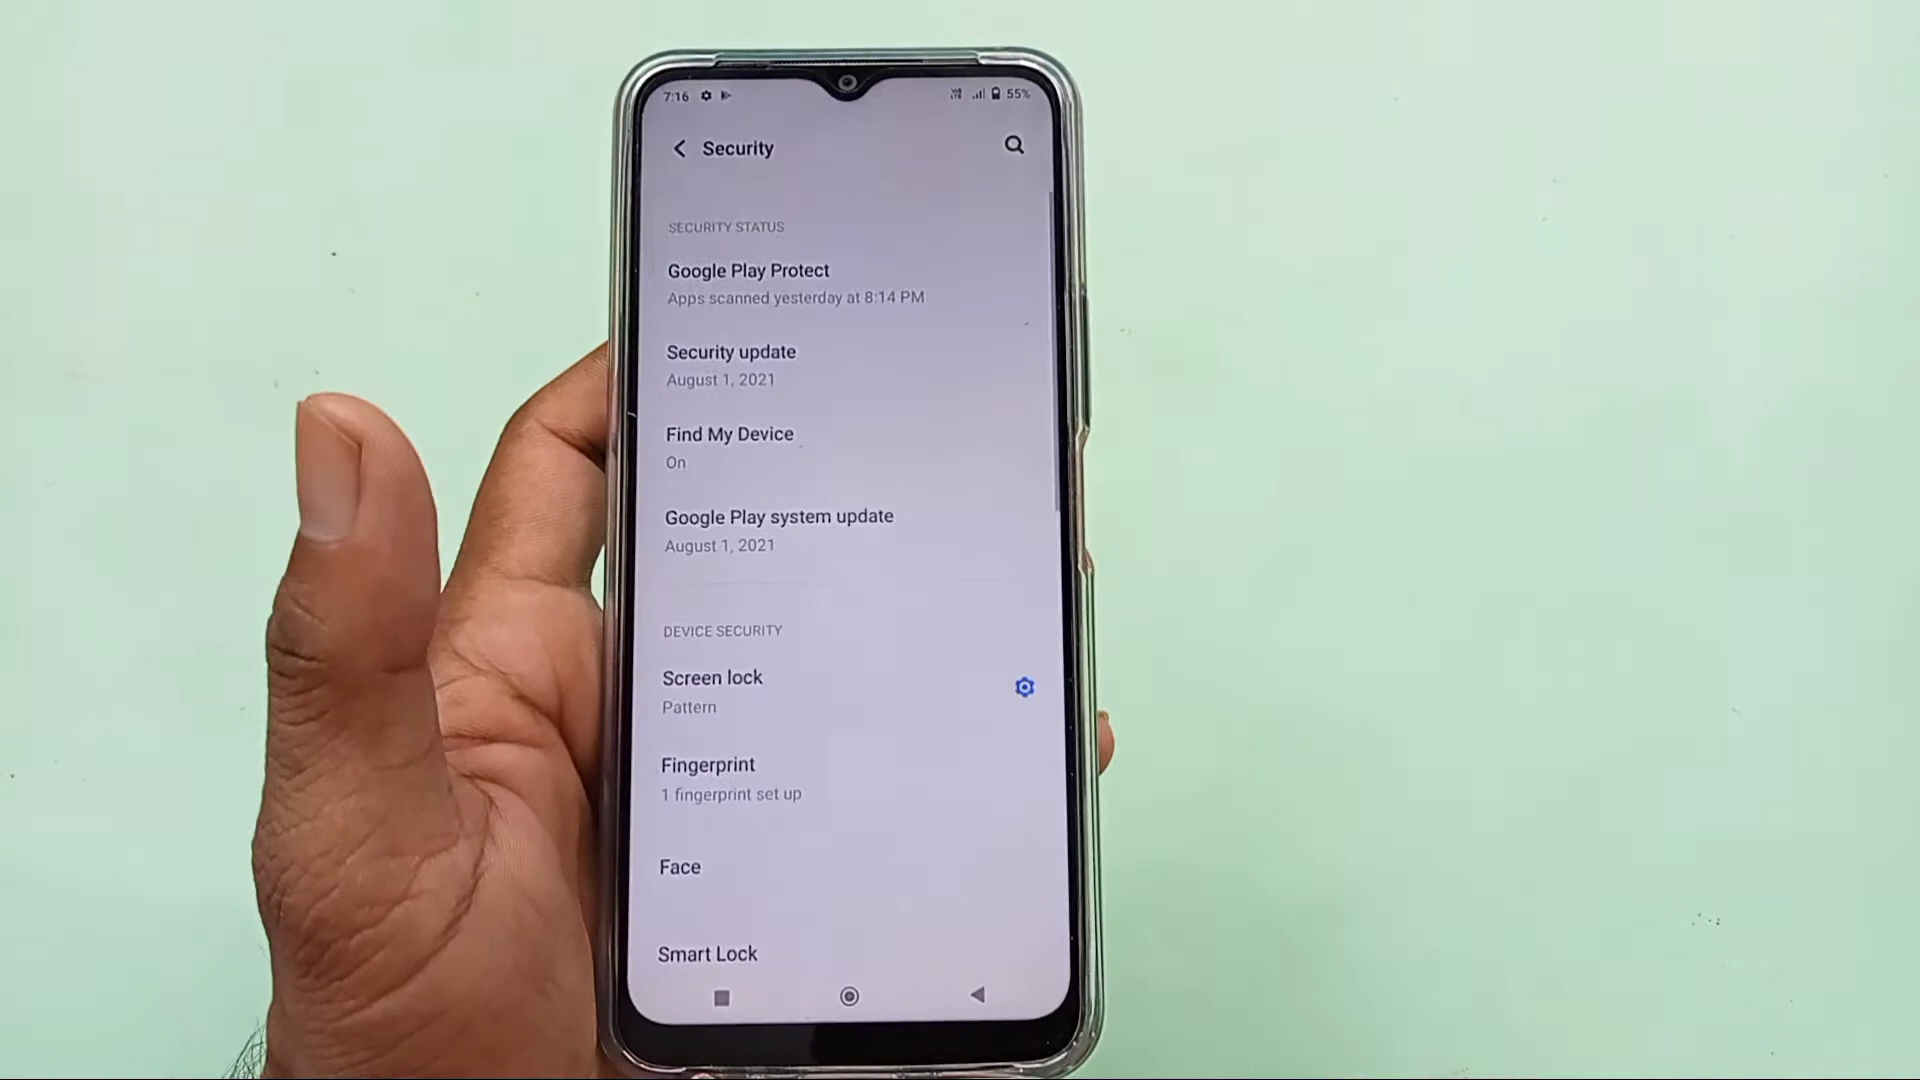 7:16
55%
Security
SECURITY STATUS
Google Play Protect
Apps scanned yesterday at 8:14 PM
Security update
August 1, 2021
Find My Device
On
Google Play system update
August 1, 2021
DEVICE SECURITY
Screen lock
Pattern
Fingerprint
1 fingerprint set up
Face
Smart Lock